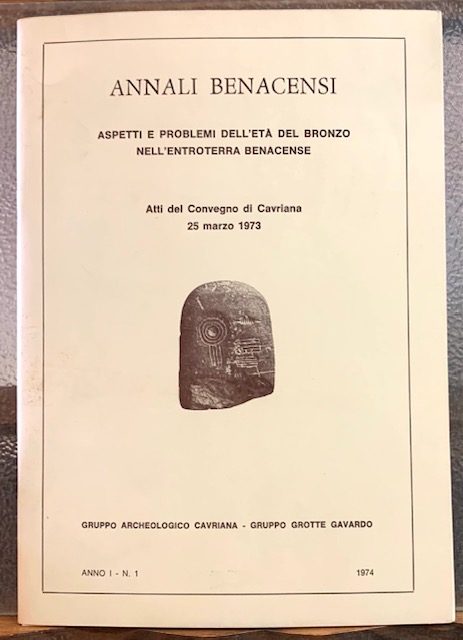 ANNALI BENACENSI
ASPETTI E PROBLEMI DELL'ETÀ DEL BRONZO
NELL'ENTROTERRA BENACENSE
Atti del Convegno di Cavriana
25 marzo 1973
GRUPPO ARCHEOLOGICO CAVRIANA - GRUPPO GROTTE GAVARDO
ANNO I - N. 1 1974